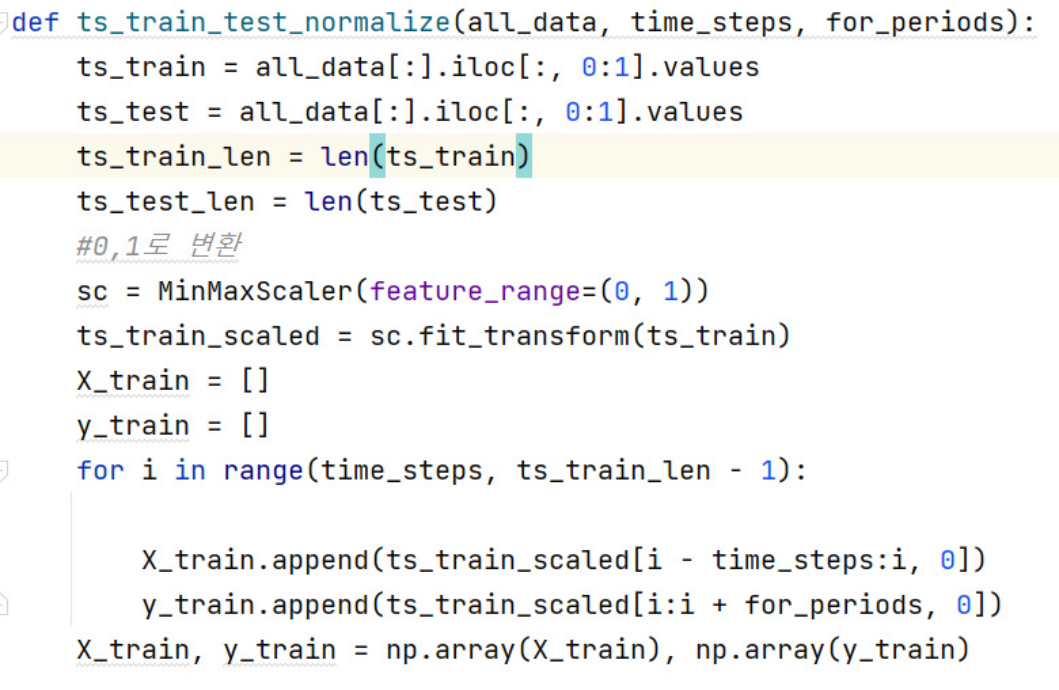 def ts_train_test_normalize(all_data, time_steps, for_periods):
    ts_train = all_data[:].iloc[:, 0:1].values
    ts_test = all_data[:].iloc[:, 0:1].values
    ts_train_len = len(ts_train)
    ts_test_len = len(ts_test)
    #0,1로 변환
    sc = MinMaxScaler(feature_range=(0, 1))
    ts_train_scaled = sc.fit_transform(ts_train)
    X_train = []
    y_train = []
    for i in range(time_steps, ts_train_len - 1):
        X_train.append(ts_train_scaled[i - time_steps:i, 0])
        y_train.append(ts_train_scaled[i:i + for_periods, 0])
    X_train, y_train = np.array(X_train), np.array(y_train)